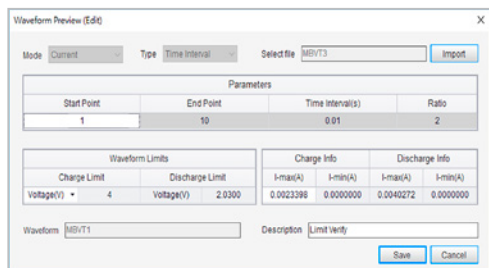 Waveform Preview (Edit) X
Mode Current Type Time Interval Select file MBVT3 Import
Parameters
Start Point End Point Time Interval(s) Ratio
1 10 0.01 2
Waveform Limits Charge Info Discharge Info
Charge Limit Discharge Limit I-max(A) I-min(A) I-max(A) I-min(A)
Voltage(V) 4 Voltage(V) 2.0300 0.0023398 0.0000000 0.0040272 0.0000000
Waveform MBVT1 Description Limit Verify
Save Cancel